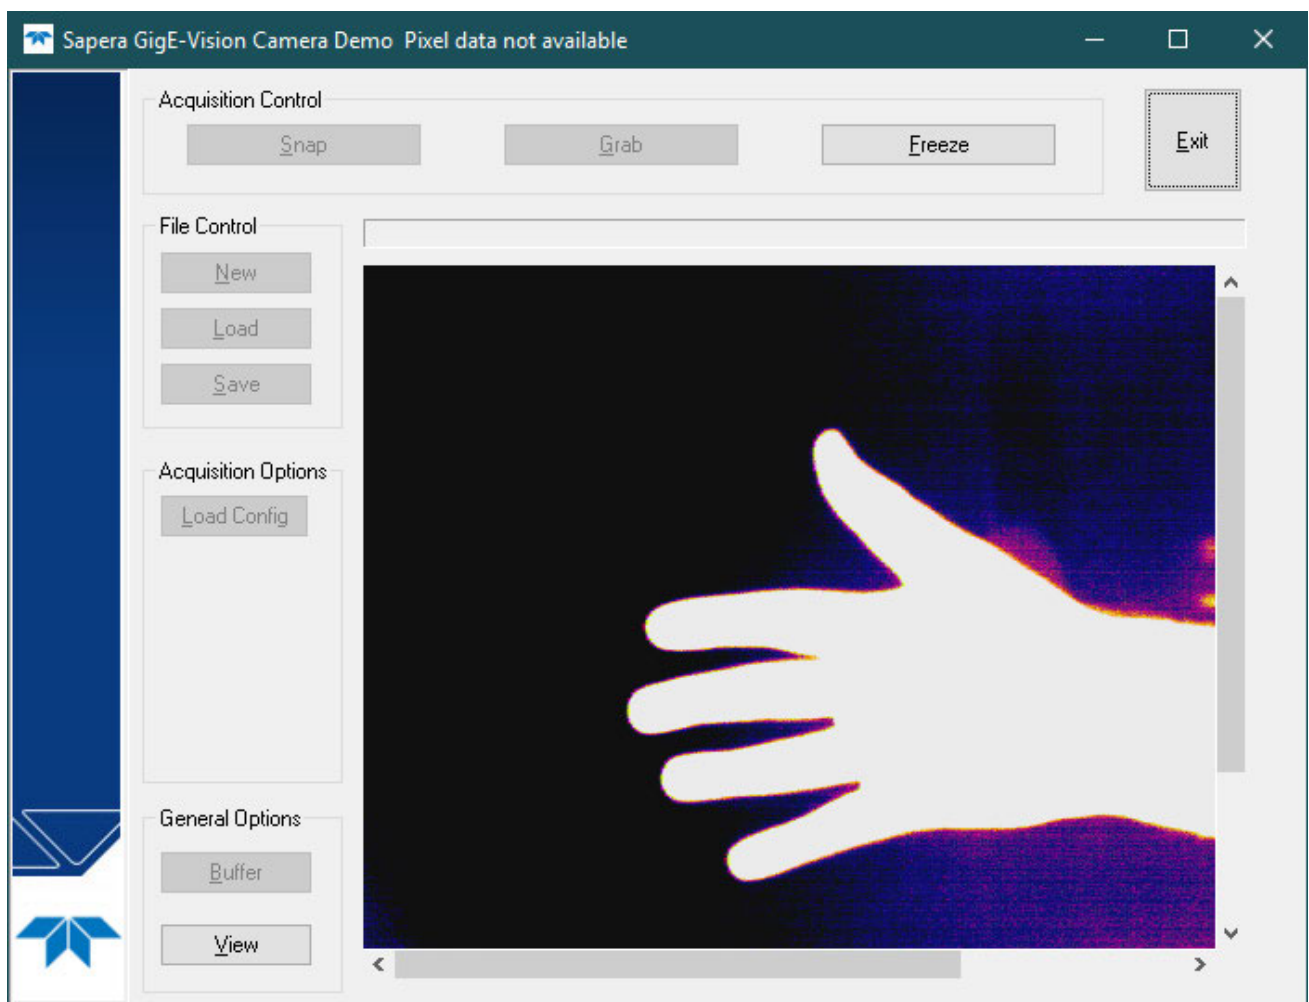 Sapera GigE-Vision Camera Demo Pixel data not available
Acquisition Control
Snap
Grab
Freeze
Exit
File Control
New
Load
Save
Acquisition Options
Load Config
General Options
Buffer
View